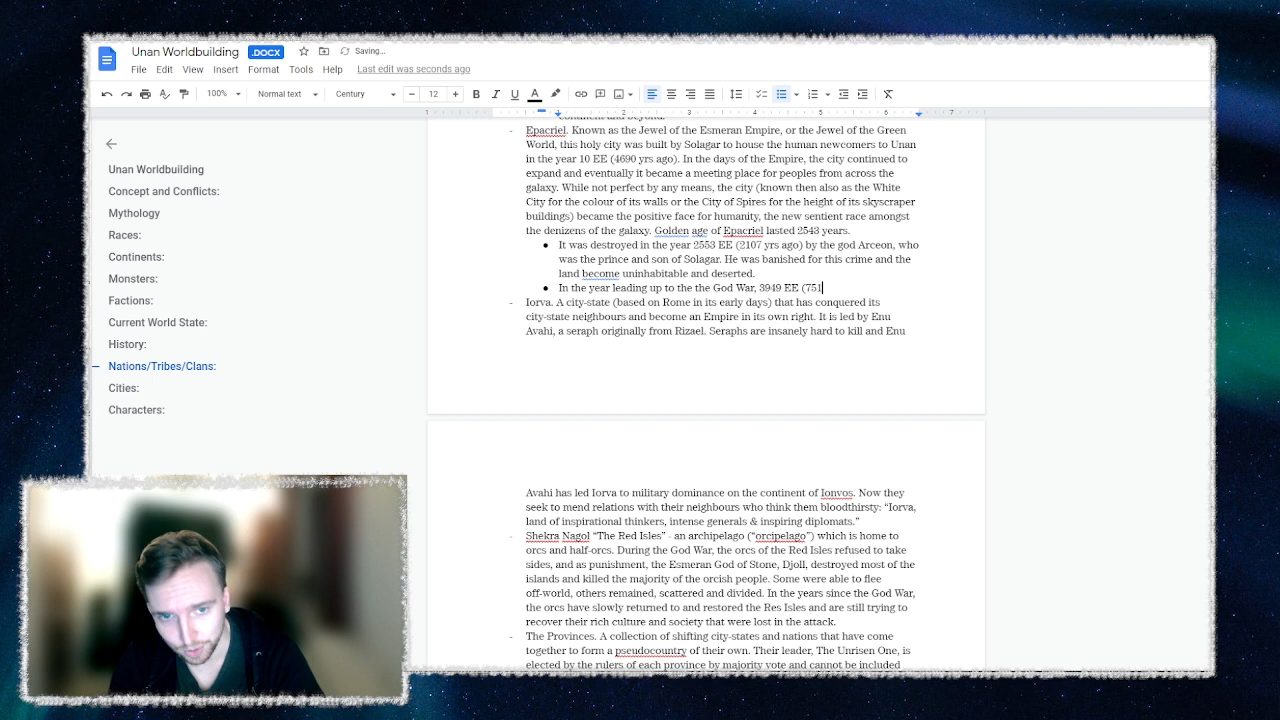 Unan Worldbuilding .DOCX Saving...
File Edit View Insert Format Tools Help Last edit was seconds ago
100% Normal text Century 12
1 1 2 3 4 5 6 7
Unan Worldbuilding
Concept and Conflicts:
Mythology
Races:
Continents:
Monsters:
Factions:
Current World State:
History:
Nations/Tribes/Clans:
Cities:
Characters:
continent and beyond.
- Epacriel. Known as the Jewel of the Esmeran Empire, or the Jewel of the Green
World, this holy city was built by Solagar to house the human newcomers to Unan
in the year 10 EE (4690 yrs ago). In the days of the Empire, the city continued to
expand and eventually it became a meeting place for peoples from across the
galaxy. While not perfect by any means, the city (known then also as the White
City for the colour of its walls or the City of Spires for the height of its skyscraper
buildings) became the positive face for humanity, the new sentient race amongst
the denizens of the galaxy. Golden age of Epacriel lasted 2543 years.
● It was destroyed in the year 2553 EE (2107 yrs ago) by the god Arceon, who
was the prince and son of Solagar. He was banished for this crime and the
land become uninhabitable and deserted.
● In the year leading up to the the God War, 3949 EE (751
- Iorva. A city-state (based on Rome in its early days) that has conquered its
city-state neighbours and become an Empire in its own right. It is led by Enu
Avahi, a seraph originally from Rizael. Seraphs are insanely hard to kill and Enu
Avahi has led Iorva to military dominance on the continent of Ionvos. Now they
seek to mend relations with their neighbours who think them bloodthirsty: “Iorva,
land of inspirational thinkers, intense generals & inspiring diplomats.”
- Shekra Nagol “The Red Isles” - an archipelago (“orcipelago”) which is home to
orcs and half-orcs. During the God War, the orcs of the Red Isles refused to take
sides, and as punishment, the Esmeran God of Stone, Djoll, destroyed most of the
islands and killed the majority of the orcish people. Some were able to flee
off-world, others remained, scattered and divided. In the years since the God War,
the orcs have slowly returned to and restored the Res Isles and are still trying to
recover their rich culture and society that were lost in the attack.
- The Provinces. A collection of shifting city-states and nations that have come
together to form a pseudocountry of their own. Their leader, The Unrisen One, is
elected by the rulers of each province by majority vote and cannot be included